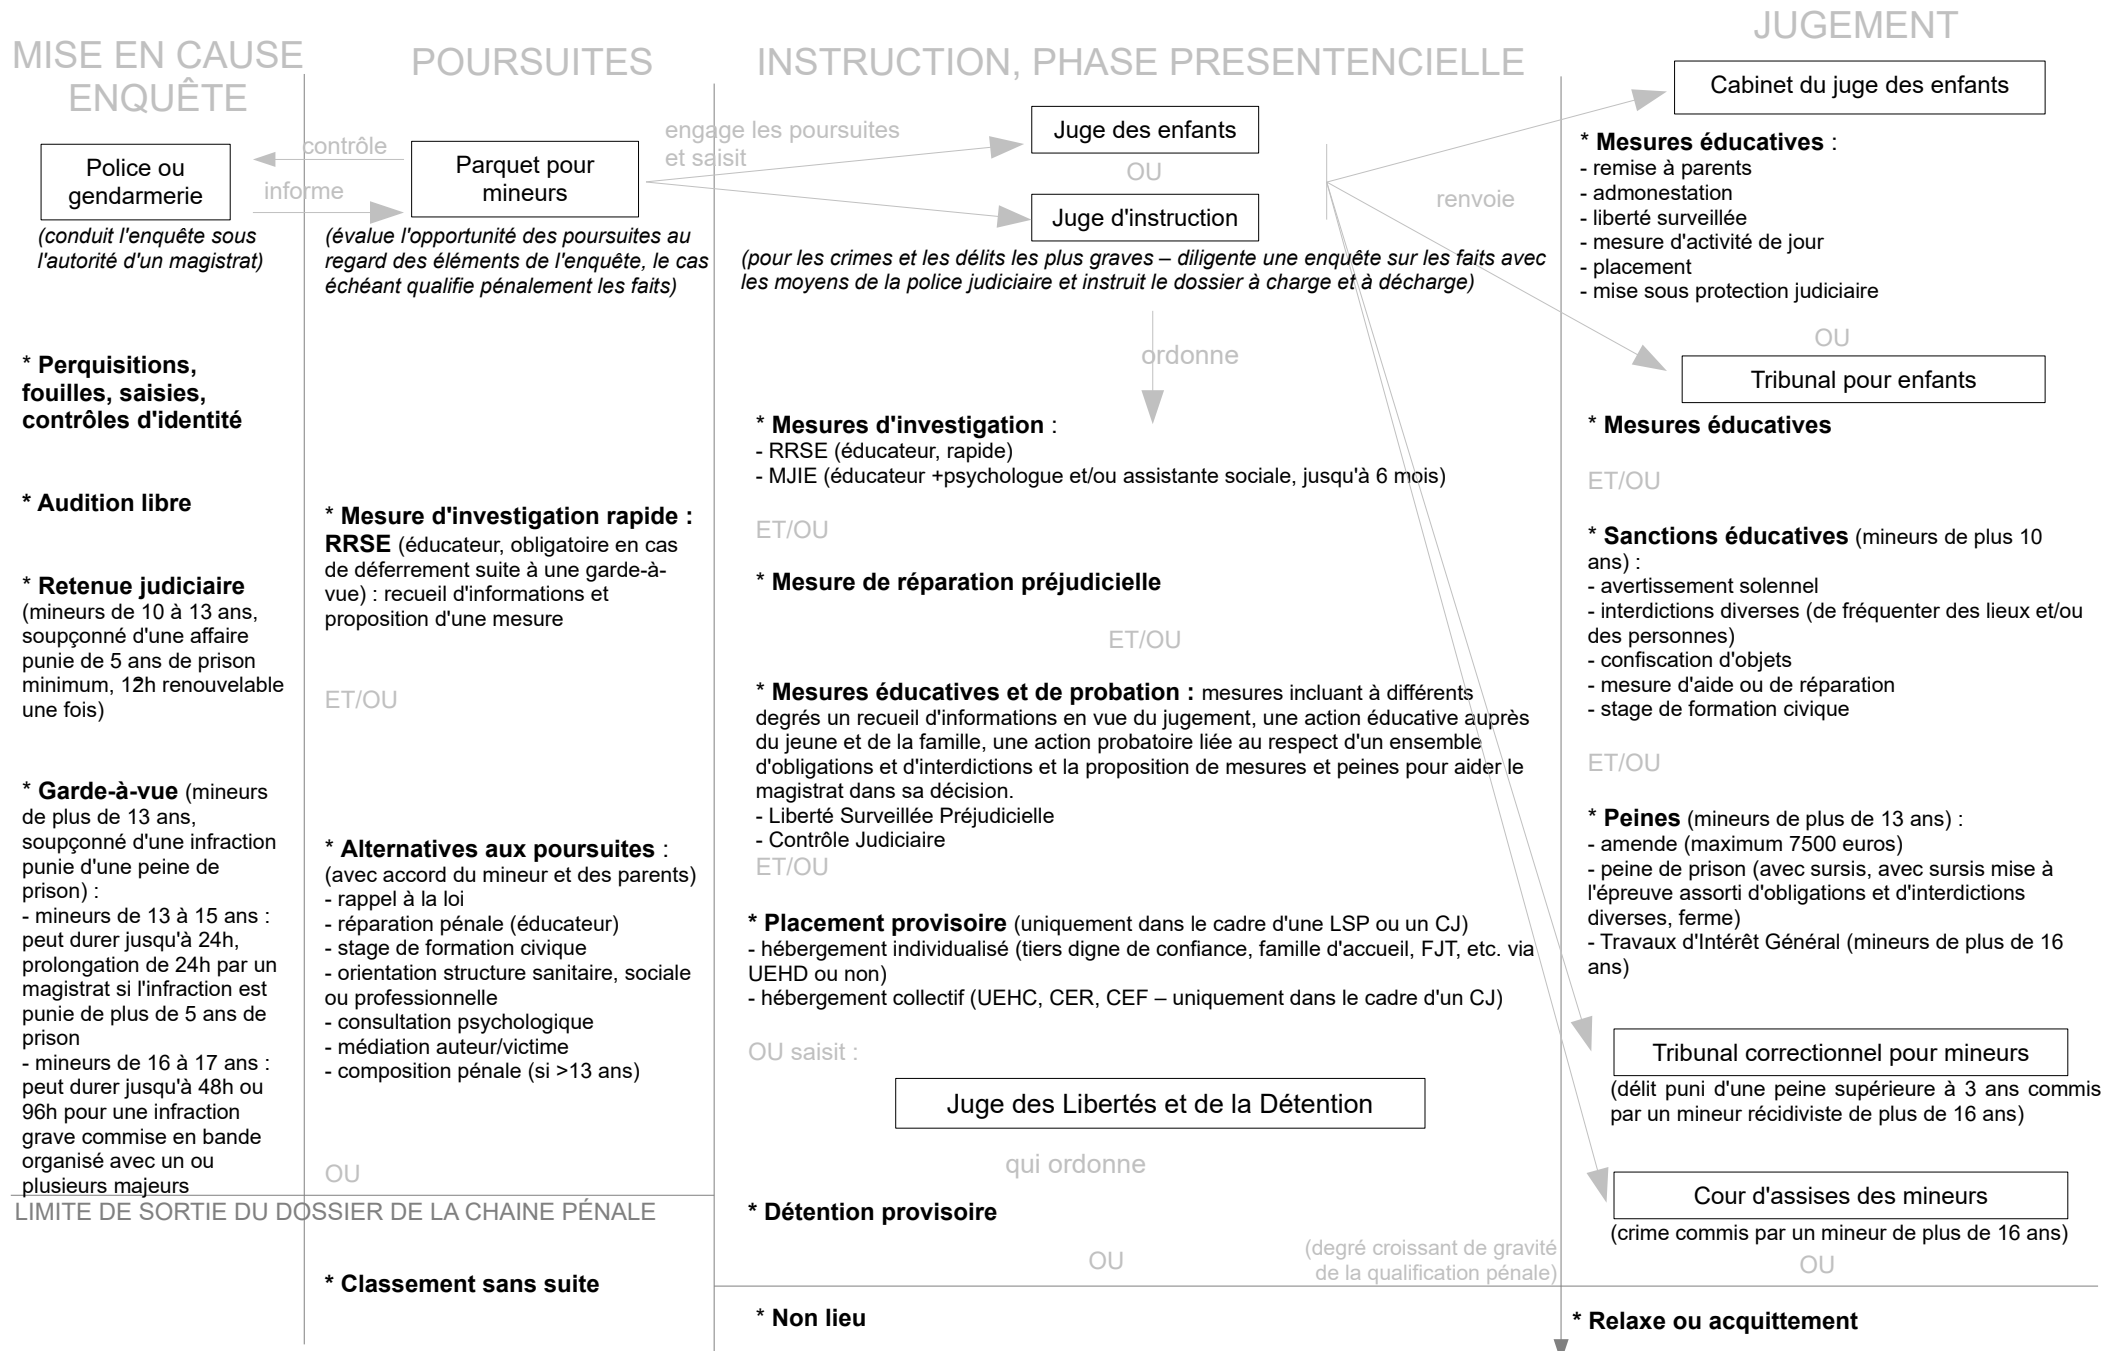 MISE EN CAUSE
ENQUÊTE
Police ou
gendarmerie
contrôle
informe
(conduit l'enquête sous
l'autorité d'un magistrat)
* Perquisitions,
fouilles, saisies,
contrôles d'identité
* Audition libre
* Retenue judiciaire
(mineurs de 10 à 13 ans,
soupçonné d'une affaire
punie de 5 ans de prison
minimum, 12h renouvelable
une fois)
* Garde-à-vue (mineurs
de plus de 13 ans,
soupçonné d'une infraction
punie d'une peine de
prison) :
- mineurs de 13 à 15 ans :
peut durer jusqu'à 24h,
prolongation de 24h par un
magistrat si l'infraction est
punie de plus de 5 ans de
prison
- mineurs de 16 à 17 ans :
peut durer jusqu'à 48h ou
96h pour une infraction
grave commise en bande
organisé avec un ou
plusieurs majeurs
LIMITE DE SORTIE DU DOSSIER DE LA CHAINE PÉNALE
POURSUITES
Parquet pour
mineurs
(évalue l'opportunité des poursuites au
regard des éléments de l'enquête, le cas
échéant qualifie pénalement les faits)
* Mesure d'investigation rapide :
RRSE (éducateur, obligatoire en cas
de déferrement suite à une garde-à-
vue) : recueil d'informations et
proposition d'une mesure
ET/OU
* Alternatives aux poursuites :
(avec accord du mineur et des parents)
- rappel à la loi
- réparation pénale (éducateur)
- stage de formation civique
- orientation structure sanitaire, sociale
ou professionnelle
- consultation psychologique
- médiation auteur/victime
- composition pénale (si >13 ans)
OU
* Classement sans suite
INSTRUCTION, PHASE PRESENTENCIELLE
engage les poursuites
et saisit
Juge des enfants
OU
Juge d'instruction
(pour les crimes et les délits les plus graves – diligente une enquête sur les faits avec
les moyens de la police judiciaire et instruit le dossier à charge et à décharge)
ordonne
* Mesures d'investigation :
- RRSE (éducateur, rapide)
- MJIE (éducateur +psychologue et/ou assistante sociale, jusqu'à 6 mois)
ET/OU
* Mesure de réparation préjudicielle
ET/OU
* Mesures éducatives et de probation : mesures incluant à différents
degrés un recueil d'informations en vue du jugement, une action éducative auprès
du jeune et de la famille, une action probatoire liée au respect d'un ensemble
d'obligations et d'interdictions et la proposition de mesures et peines pour aider le
magistrat dans sa décision.
- Liberté Surveillée Préjudicielle
- Contrôle Judiciaire
ET/OU
* Placement provisoire (uniquement dans le cadre d'une LSP ou un CJ)
- hébergement individualisé (tiers digne de confiance, famille d'accueil, FJT, etc. via
UEHD ou non)
- hébergement collectif (UEHC, CER, CEF – uniquement dans le cadre d'un CJ)
OU saisit :
Juge des Libertés et de la Détention
qui ordonne
* Détention provisoire
OU
(degré croissant de gravité
de la qualification pénale)
* Non lieu
JUGEMENT
renvoie
Cabinet du juge des enfants
* Mesures éducatives :
- remise à parents
- admonestation
- liberté surveillée
- mesure d'activité de jour
- placement
- mise sous protection judiciaire
OU
Tribunal pour enfants
* Mesures éducatives
ET/OU
* Sanctions éducatives (mineurs de plus 10
ans) :
- avertissement solennel
- interdictions diverses (de fréquenter des lieux et/ou
des personnes)
- confiscation d'objets
- mesure d'aide ou de réparation
- stage de formation civique
ET/OU
* Peines (mineurs de plus de 13 ans) :
- amende (maximum 7500 euros)
- peine de prison (avec sursis, avec sursis mise à
l'épreuve assorti d'obligations et d'interdictions
diverses, ferme)
- Travaux d'Intérêt Général (mineurs de plus de 16
ans)
Tribunal correctionnel pour mineurs
(délit puni d'une peine supérieure à 3 ans commis
par un mineur récidiviste de plus de 16 ans)
Cour d'assises des mineurs
(crime commis par un mineur de plus de 16 ans)
OU
* Relaxe ou acquittement